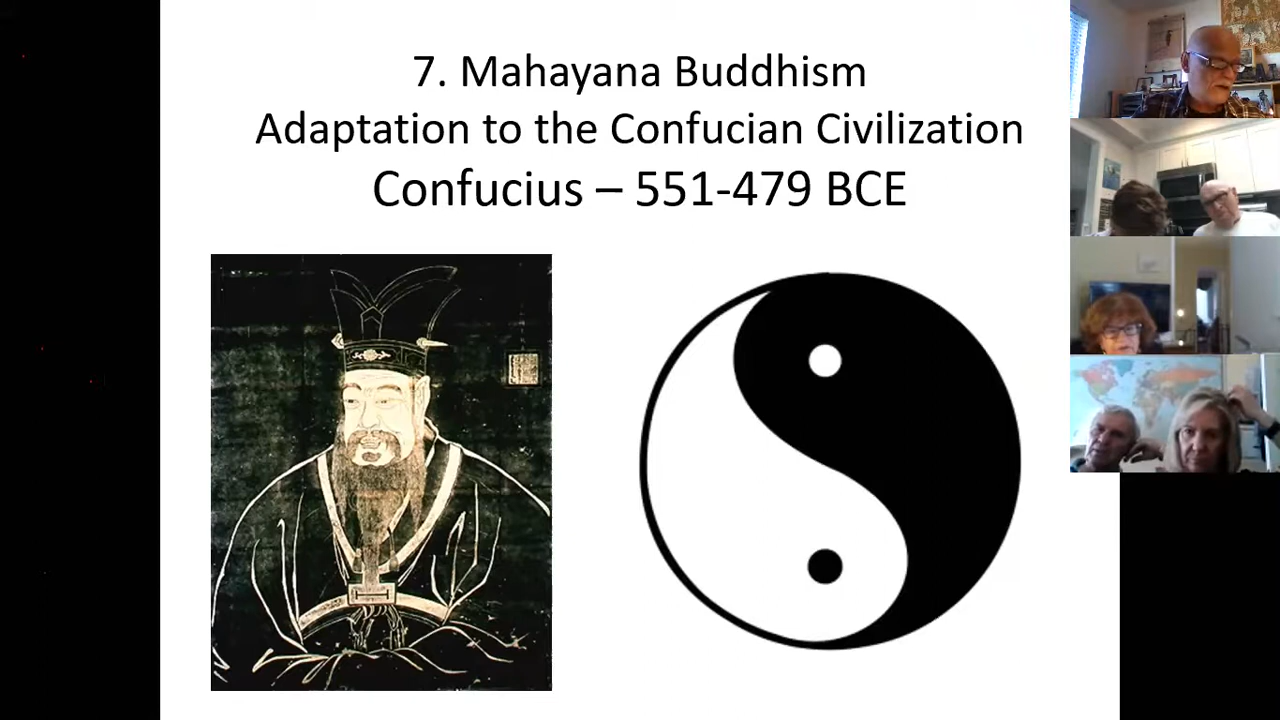 7. Mahayana Buddhism
Adaptation to the Confucian Civilization
Confucius – 551-479 BCE